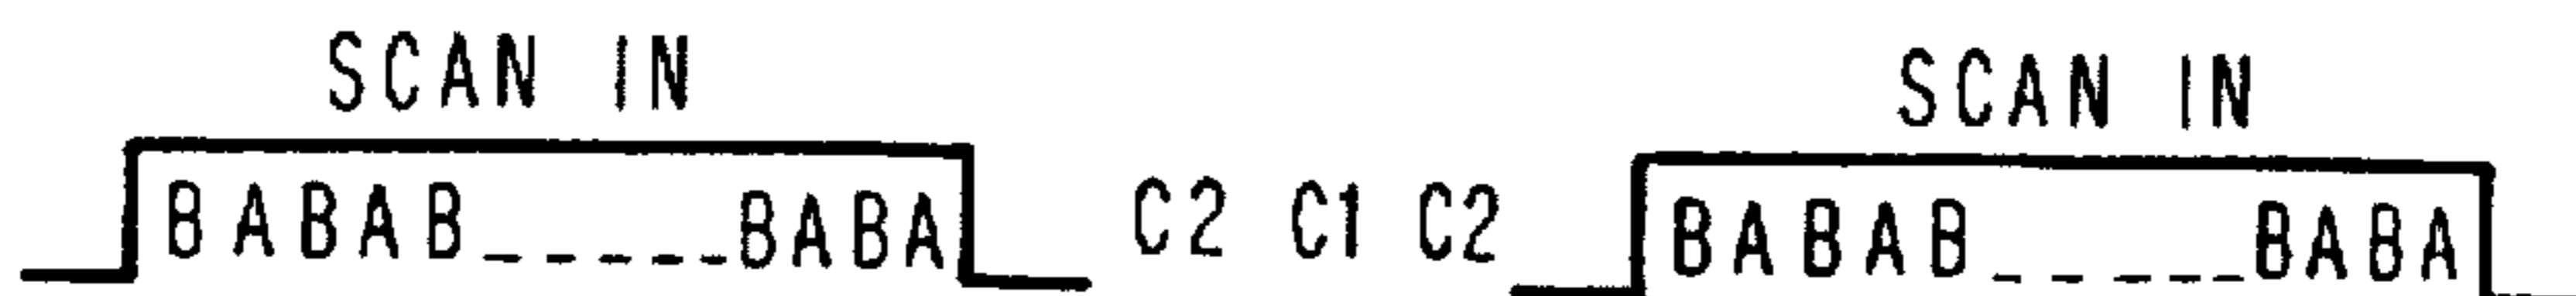 SCAN IN SCAN IN
BABAB_____BABA C2 C1 C2 BABAB_____BABA